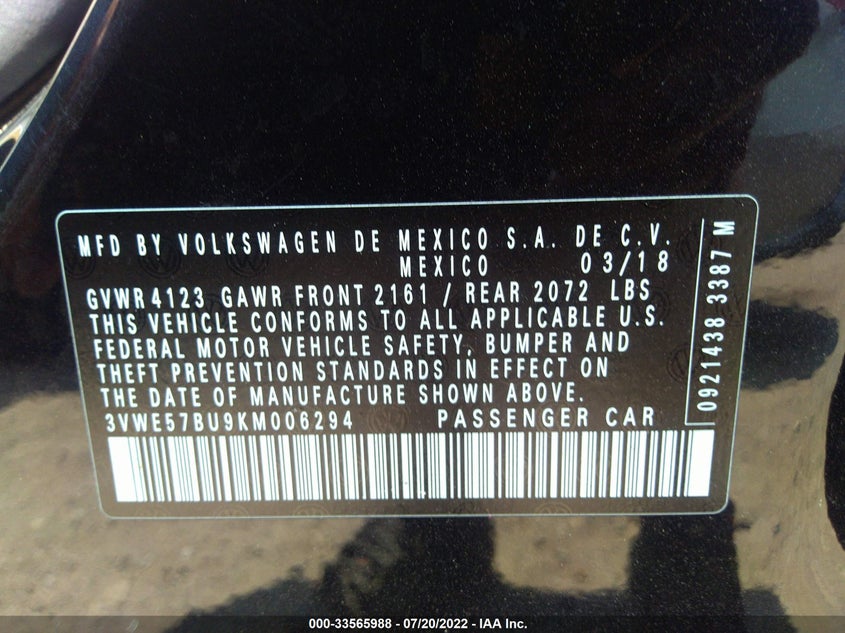 MFD BY VOLKSWAGEN DE MEXICO S.A. DE C.V.
MEXICO 03/18
GVWR 4123 GAWR FRONT 2161 / REAR 2072 LBS
THIS VEHICLE CONFORMS TO ALL APPLICABLE U.S.
FEDERAL MOTOR VEHICLE SAFETY, BUMPER AND
THEFT PREVENTION STANDARDS IN EFFECT ON
THE DATE OF MANUFACTURE SHOWN ABOVE.
3VWE57BU9KM006294 PASSENGER CAR
0921438 3387 M
000-33565988 - 07/20/2022 - IAA Inc.